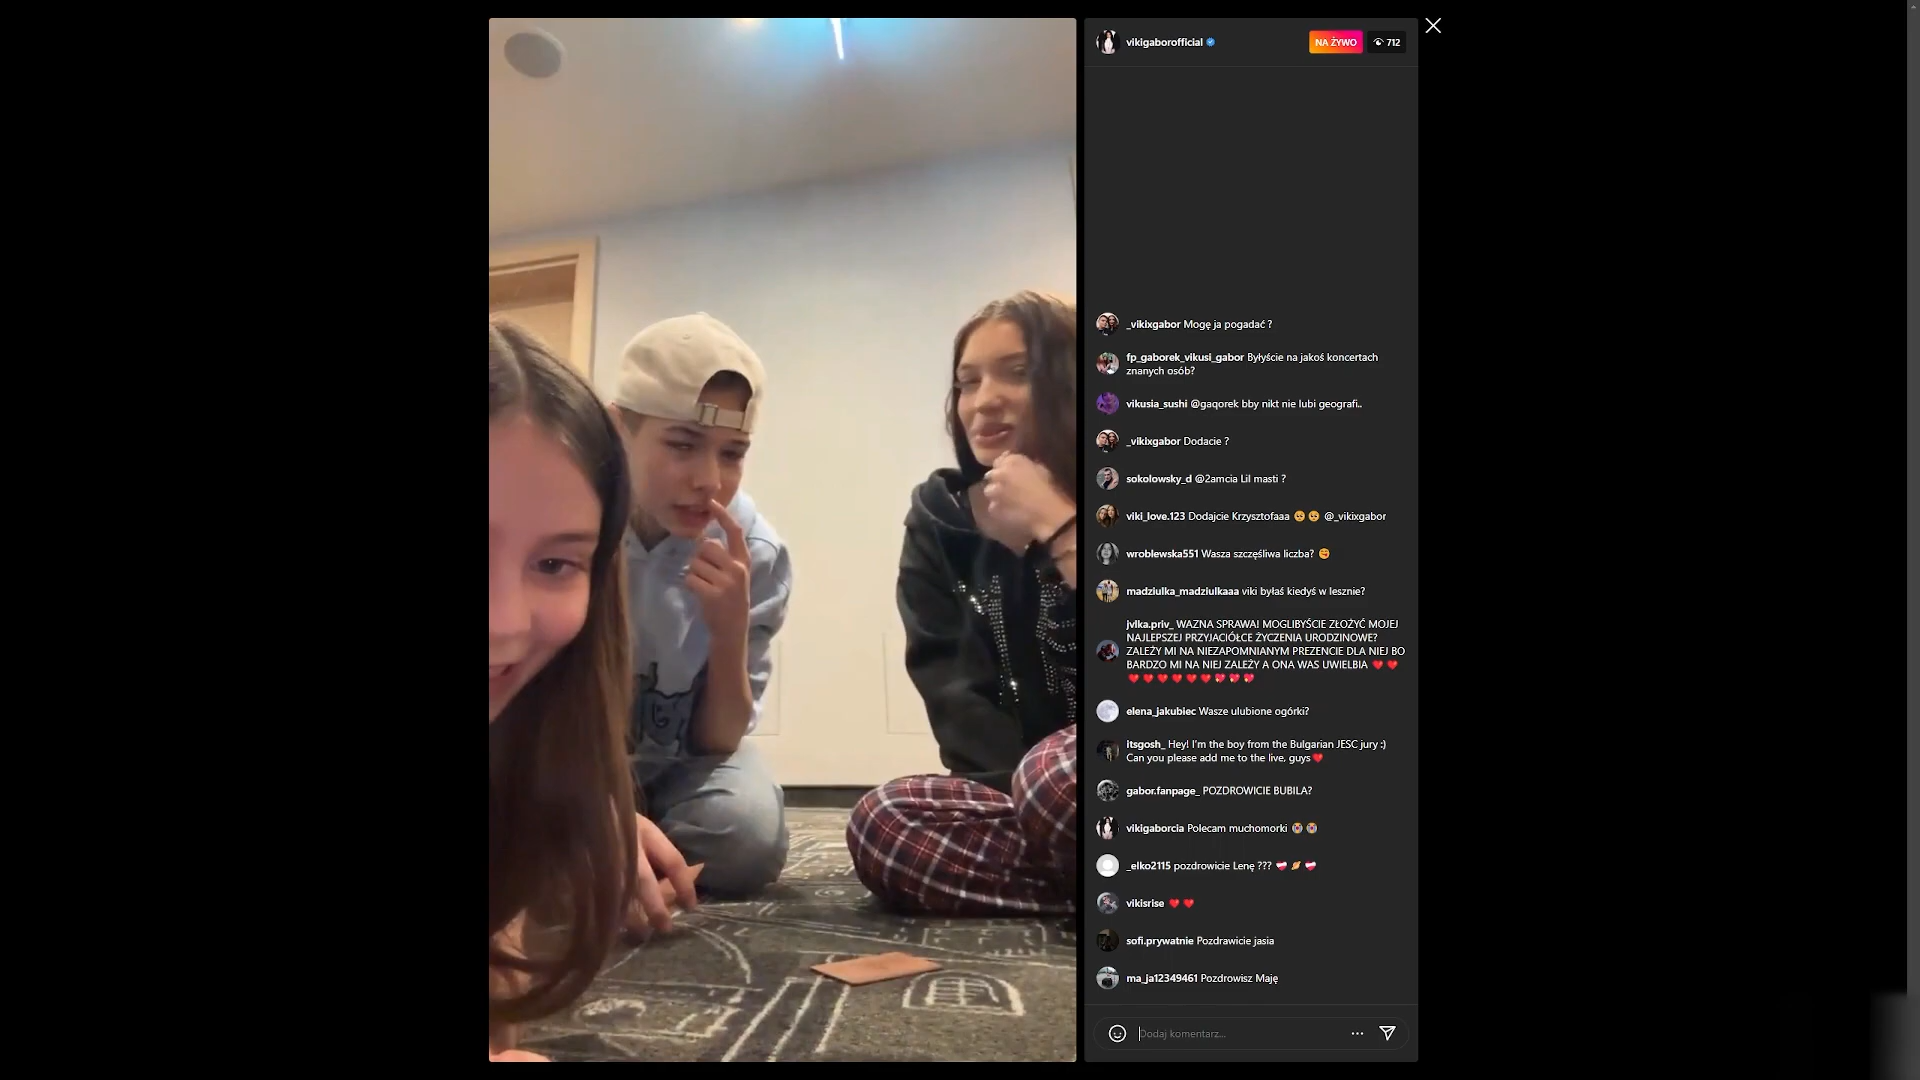 vikigaborofficial
NA ŻYWO
712
_vikixgabor Mogę ja pogadać ?
fp_gaborek_vikusi_gabor Byłyście na jakoś koncertach
znanych osób?
vikusia_sushi @gaqorek bby nikt nie lubi geografi..
_vikixgabor Dodacie ?
sokolowsky_d @2amcia Lil masti ?
viki_love.123 Dodajcie Krzysztofaaa 🥺 🥺 @_vikixgabor
wroblewska551 Wasza szczęśliwa liczba? 😋
madziulka_madziulkaaa viki byłaś kiedyś w lesznie?
jvlka.priv_ WAZNA SPRAWA! MOGLIBYŚCIE ZŁOŻYĆ MOJEJ
NAJLEPSZEJ PRZYJACIÓŁCE ŻYCZENIA URODZINOWE?
ZALEŻY MI NA NIEZAPOMNIANYM PREZENCIE DLA NIEJ BO
BARDZO MI NA NIEJ ZALEŻY A ONA WAS UWIELBIA ❤️ ❤️
❤️ ❤️ ❤️ ❤️ ❤️ ❤️ 💖 💖 💖
elena_jakubiec Wasze ulubione ogórki?
itsgosh_ Hey! I'm the boy from the Bulgarian JESC jury :)
Can you please add me to the live, guys❤️
gabor.fanpage_ POZDROWICIE BUBILA?
vikigaborcia Polecam muchomorki 😭 😭
_elko2115 pozdrowicie Lenę ??? ❤️‍🩹 🪐 ❤️‍🩹
vikisrise ❤️ ❤️
sofi.prywatnie Pozdrawicie jasia
ma_ja12349461 Pozdrowisz Maję
Dodaj komentarz...